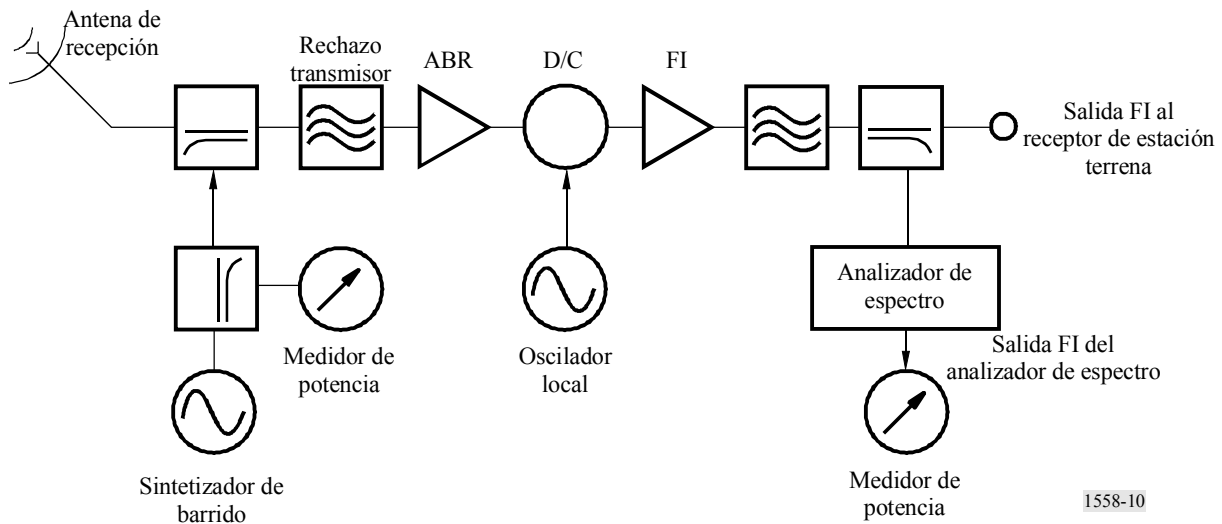 Antena de
recepción
Rechazo
transmisor
ABR
D/C
FI
Salida FI al
receptor de estación
terrena
Analizador de
espectro
Medidor de
potencia
Oscilador
local
Salida FI del
analizador de espectro
Sintetizador de
barrido
Medidor de
potencia
1558-10